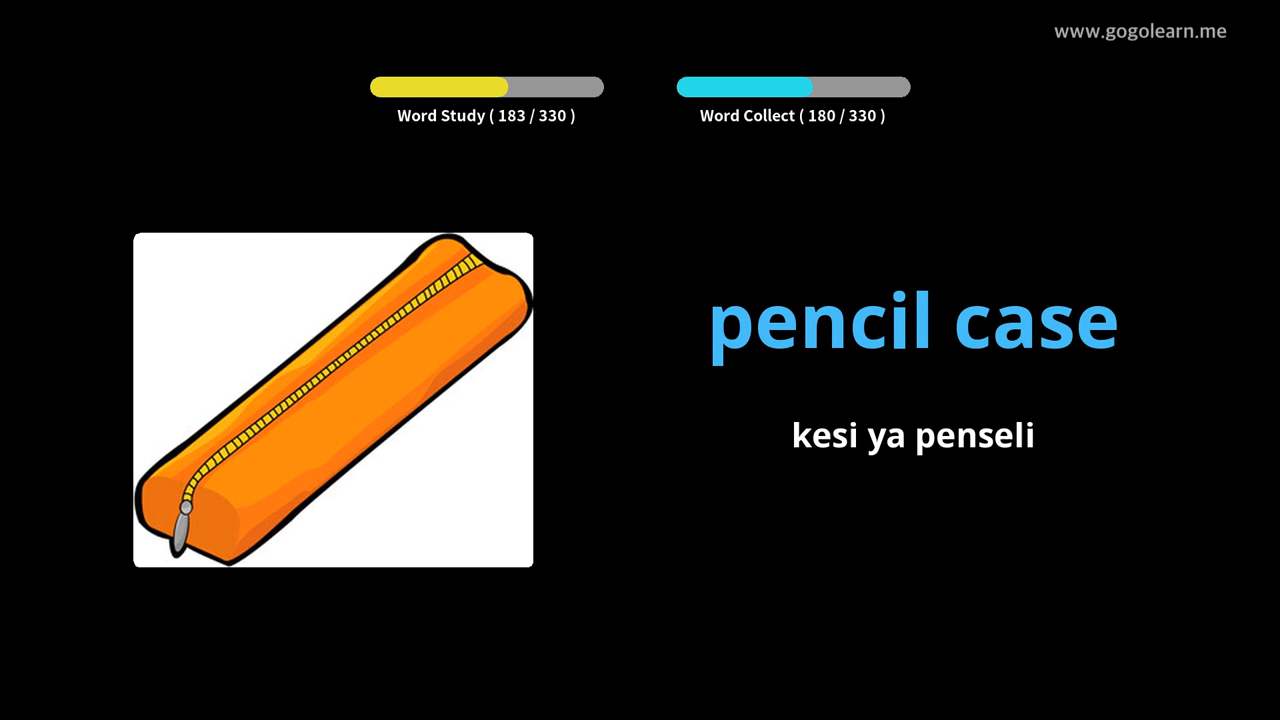 www.gogolearn.me
Word Study ( 183 / 330 )
Word Collect ( 180 / 330 )
pencil case
kesi ya penseli